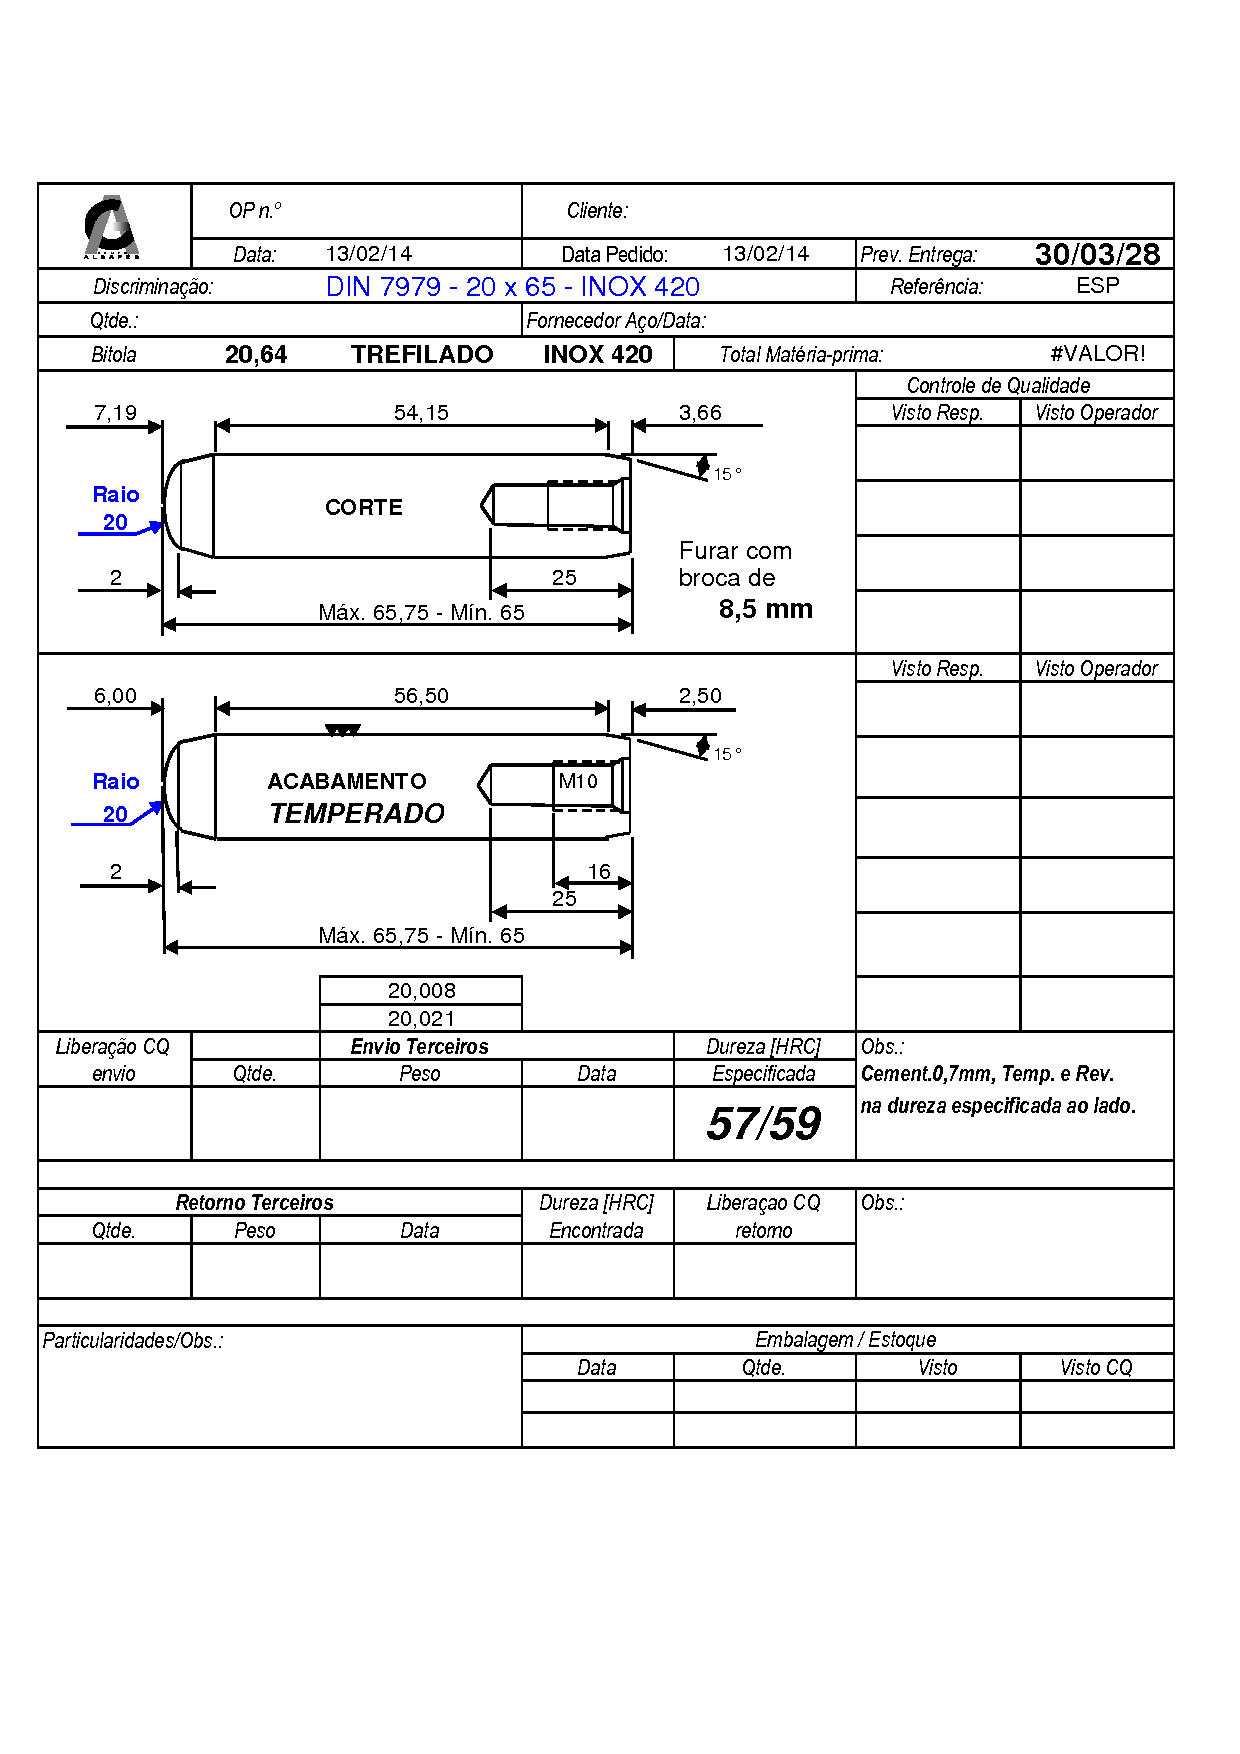 ALBAPES
OP n.º
Cliente:
Data: 13/02/14
Data Pedido: 13/02/14
Prev. Entrega: 30/03/28
Discriminação: DIN 7979 - 20 x 65 - INOX 420
Referência: ESP
Qtde.:
Fornecedor Aço/Data:
Bitola 20,64 TREFILADO INOX 420
Total Matéria-prima: #VALOR!
Controle de Qualidade
Visto Resp. Visto Operador
7,19 54,15 3,66
15°
Raio
20
CORTE
Furar com
broca de
8,5 mm
2 25
Máx. 65,75 - Mín. 65
Visto Resp. Visto Operador
6,00 56,50 2,50
15°
Raio
20
ACABAMENTO
TEMPERADO
M10
2 16
25
Máx. 65,75 - Mín. 65
20,008
20,021
Liberação CQ
envio
Envio Terceiros
Qtde. Peso Data
Dureza [HRC]
Especificada
57/59
Obs.:
Cement.0,7mm, Temp. e Rev.
na dureza especificada ao lado.
Retorno Terceiros
Qtde. Peso Data
Dureza [HRC]
Encontrada
Liberaçao CQ
retorno
Obs.:
Particularidades/Obs.:
Embalagem / Estoque
Data Qtde. Visto Visto CQ